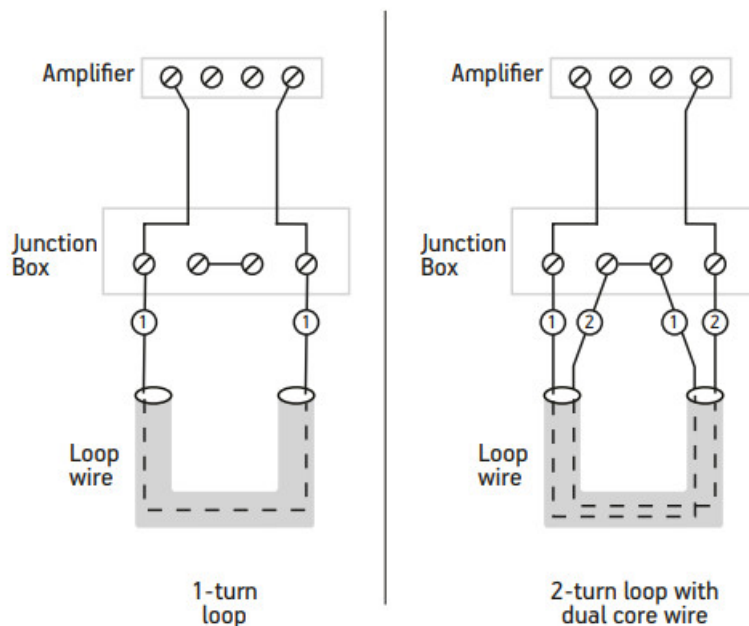 Amplifier
Junction
Box
1
1
Loop
wire
1-turn
loop
Amplifier
Junction
Box
1
2
1
2
Loop
wire
2-turn loop with
dual core wire